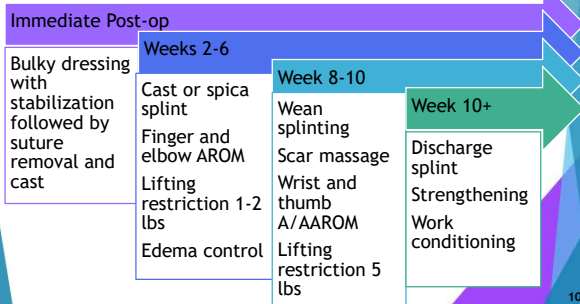 Immediate Post-op
Bulky dressing
with
stabilization
followed by
suture
removal and
cast
Weeks 2-6
Cast or spica
splint
Finger and
elbow AROM
Lifting
restriction 1-2
lbs
Edema control
Week 8-10
Wean
splinting
Scar massage
Wrist and
thumb
A/AAROM
Lifting
restriction 5
lbs
Week 10+
Discharge
splint
Strengthening
Work
conditioning
10